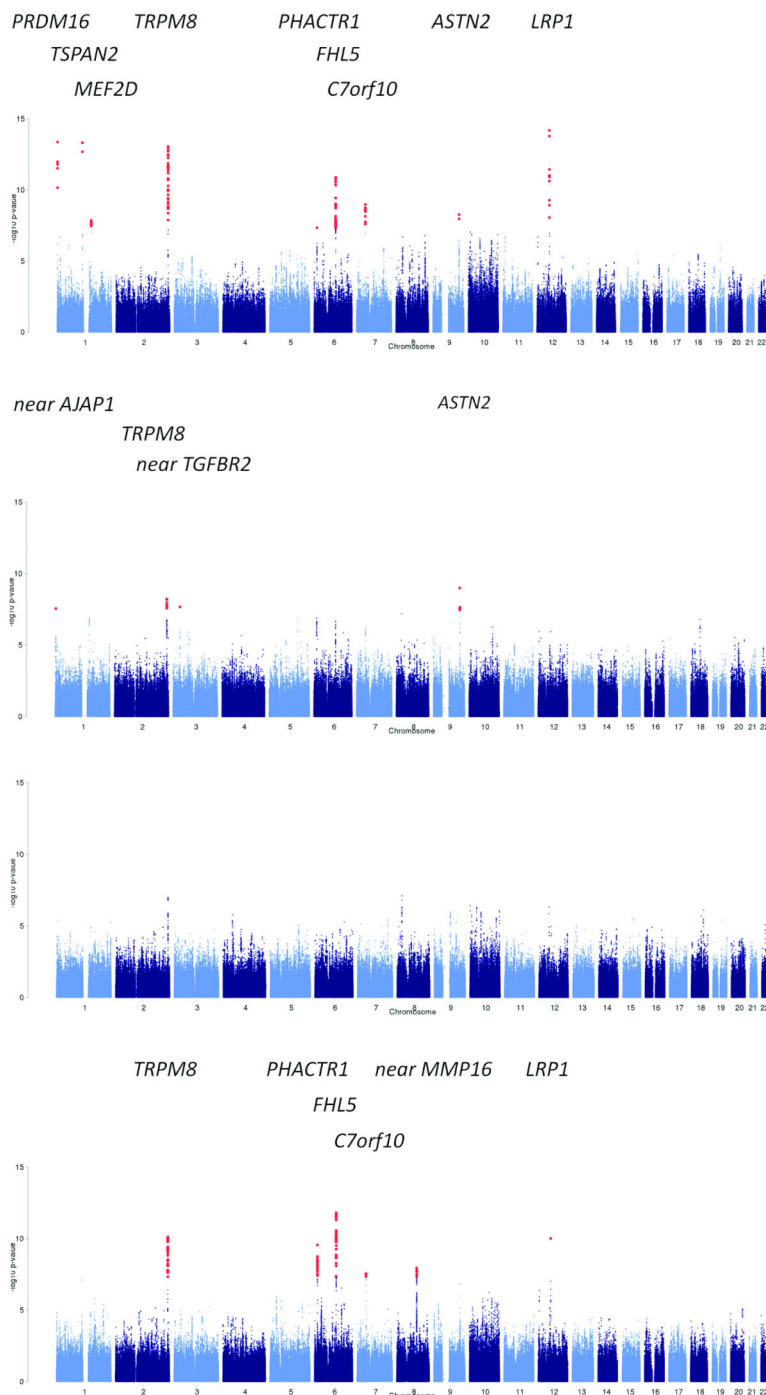 PRDM16 TRPM8 PHACTR1 ASTN2 LRP1
TSPAN2 FHL5
MEF2D C7orf10
15
10
5
0
-log10 p-value
1 2 3 4 5 6 7 8 9 10 11 12 13 14 15 16 17 18 19 20 21 22
Chromosome
near AJAP1 ASTN2
TRPM8
near TGFBR2
15
10
5
0
-log10 p-value
1 2 3 4 5 6 7 8 9 10 11 12 13 14 15 16 17 18 19 20 21 22
Chromosome
15
10
5
0
-log10 p-value
1 2 3 4 5 6 7 8 9 10 11 12 13 14 15 16 17 18 19 20 21 22
Chromosome
TRPM8 PHACTR1 near MMP16 LRP1
FHL5
C7orf10
15
10
5
0
-log10 p-value
1 2 3 4 5 6 7 8 9 10 11 12 13 14 15 16 17 18 19 20 21 22
Chromosome